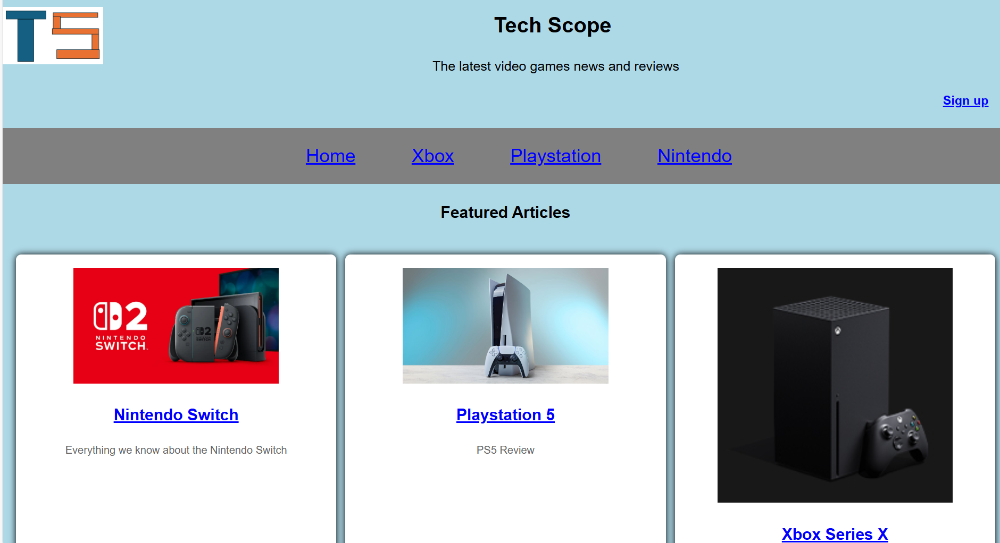 TS
Tech Scope
The latest video games news and reviews
Sign up
Home Xbox Playstation Nintendo
Featured Articles
2
NINTENDO
SWITCH
2
Nintendo Switch
Everything we know about the Nintendo Switch
Playstation 5
PS5 Review
Xbox Series X